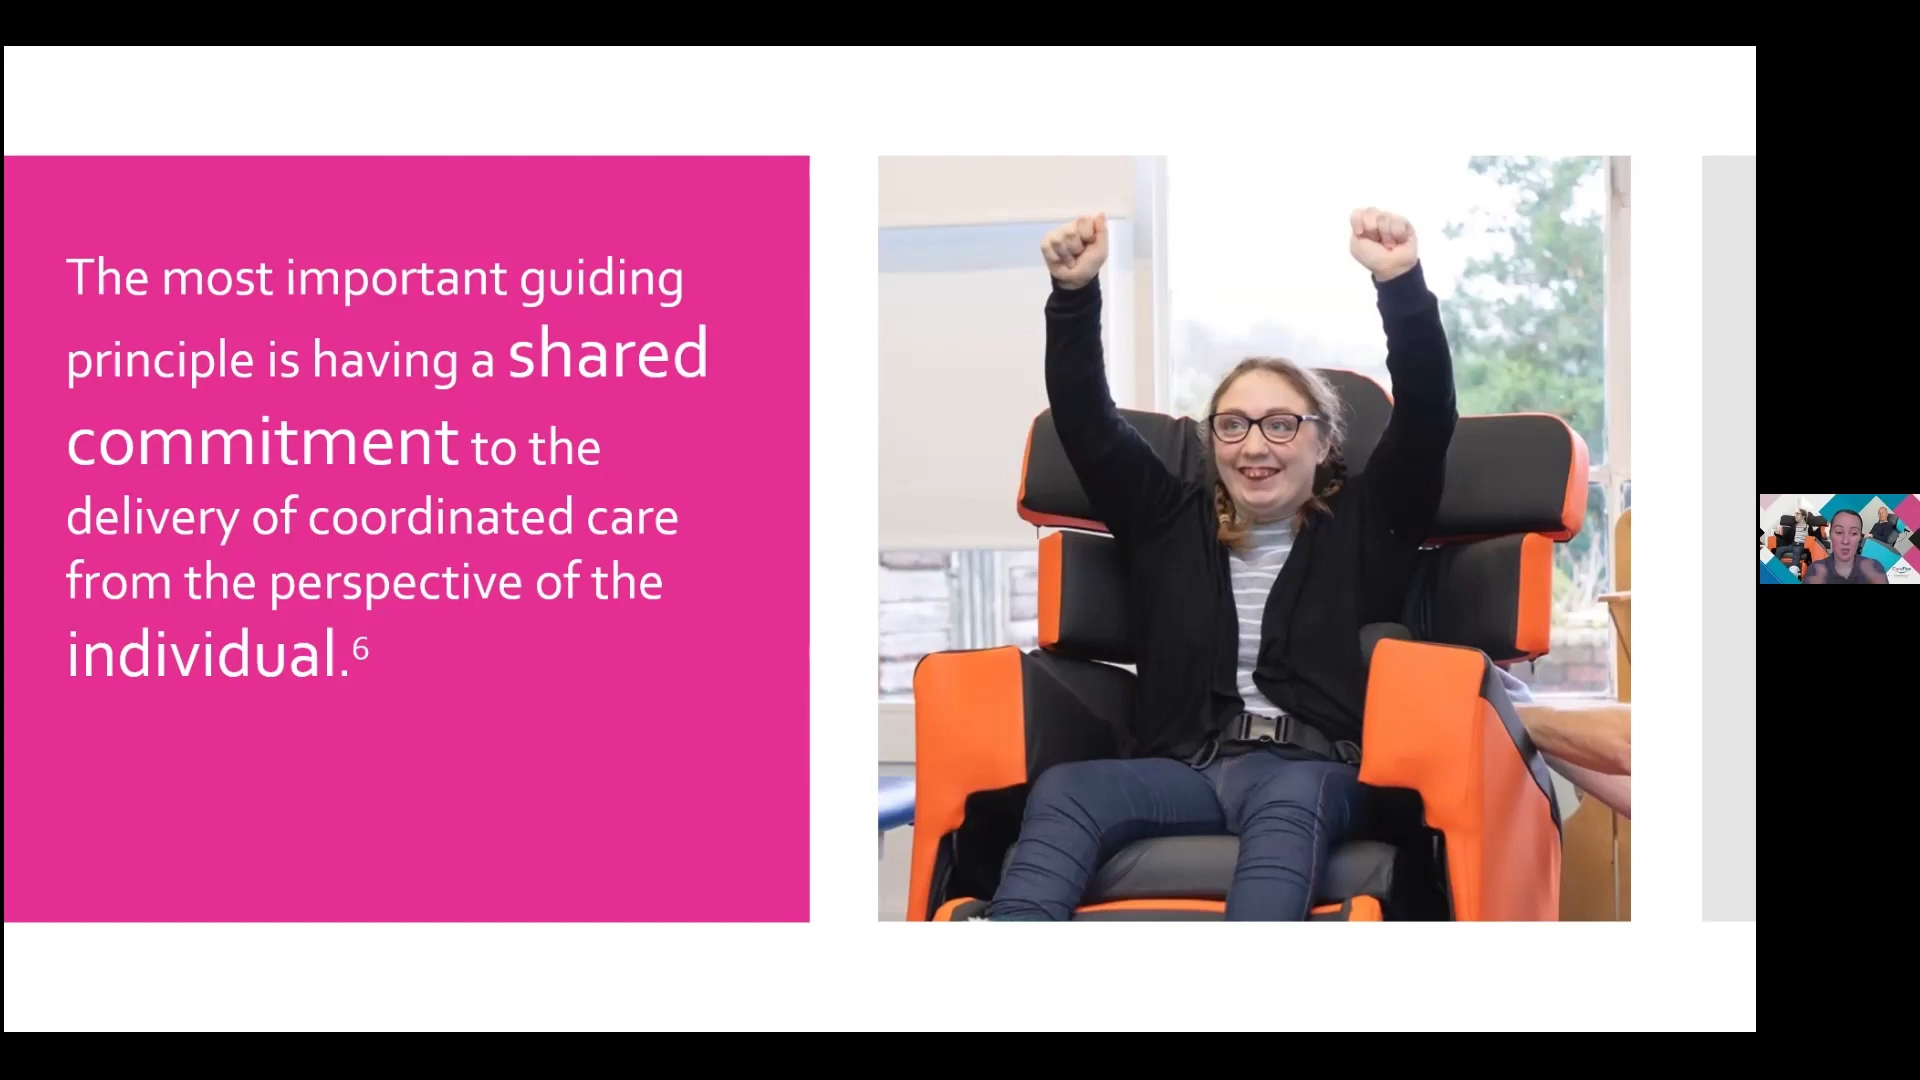 The most important guiding
principle is having a shared
commitment to the
delivery of coordinated care
from the perspective of the
individual.⁶